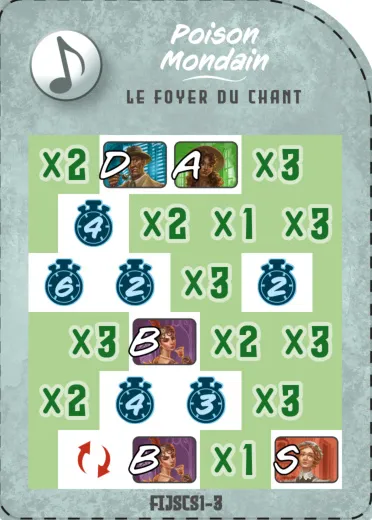 Poison
Mondain
LE FOYER DU CHANT
X2 D A X3
4 X2 X1 X3
6 2 X3 2
X3 B X2 X3
X2 4 3 X3
B X1 S
FIJSCS1-3